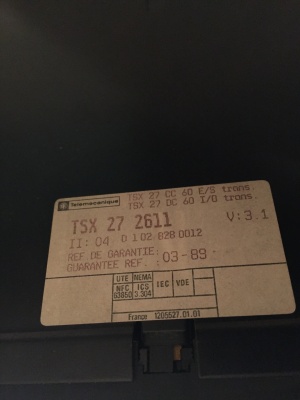 Telemecanique
TSX 27 CC 60 E/S trans.
TSX 27 DC 60 I/O trans.
TSX 27 2611
V: 3.1
II: 04 0 102 828 0012
REF DE GARANTIE:
GUARANTEE REF.: 03-89
UTE NEMA IEC VDE
NFC ICS
63850 3 304
France 1205527.01.01